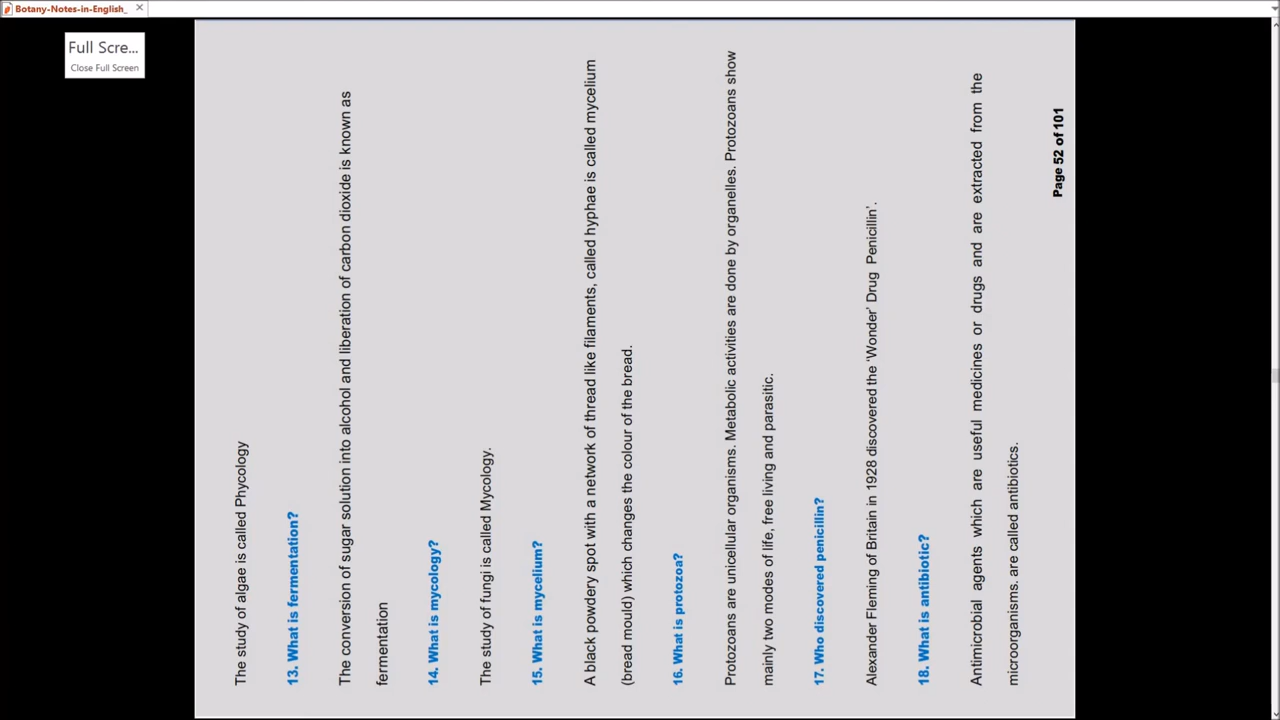 Botany-Notes-in-English_
Full Scre...
Close Full Screen
The study of algae is called Phycology
13. What is fermentation?
The conversion of sugar solution into alcohol and liberation of carbon dioxide is known as
fermentation
14. What is mycology?
The study of fungi is called Mycology.
15. What is mycelium?
A black powdery spot with a network of thread like filaments, called hyphae is called mycelium
(bread mould) which changes the colour of the bread.
16. What is protozoa?
Protozoans are unicellular organisms. Metabolic activities are done by organelles. Protozoans show
mainly two modes of life, free living and parasitic.
17. Who discovered penicillin?
Alexander Fleming of Britain in 1928 discovered the 'Wonder' Drug Penicillin'.
18. What is antibiotic?
Antimicrobial agents which are useful medicines or drugs and are extracted from the
microorganisms. are called antibiotics.
Page 52 of 101